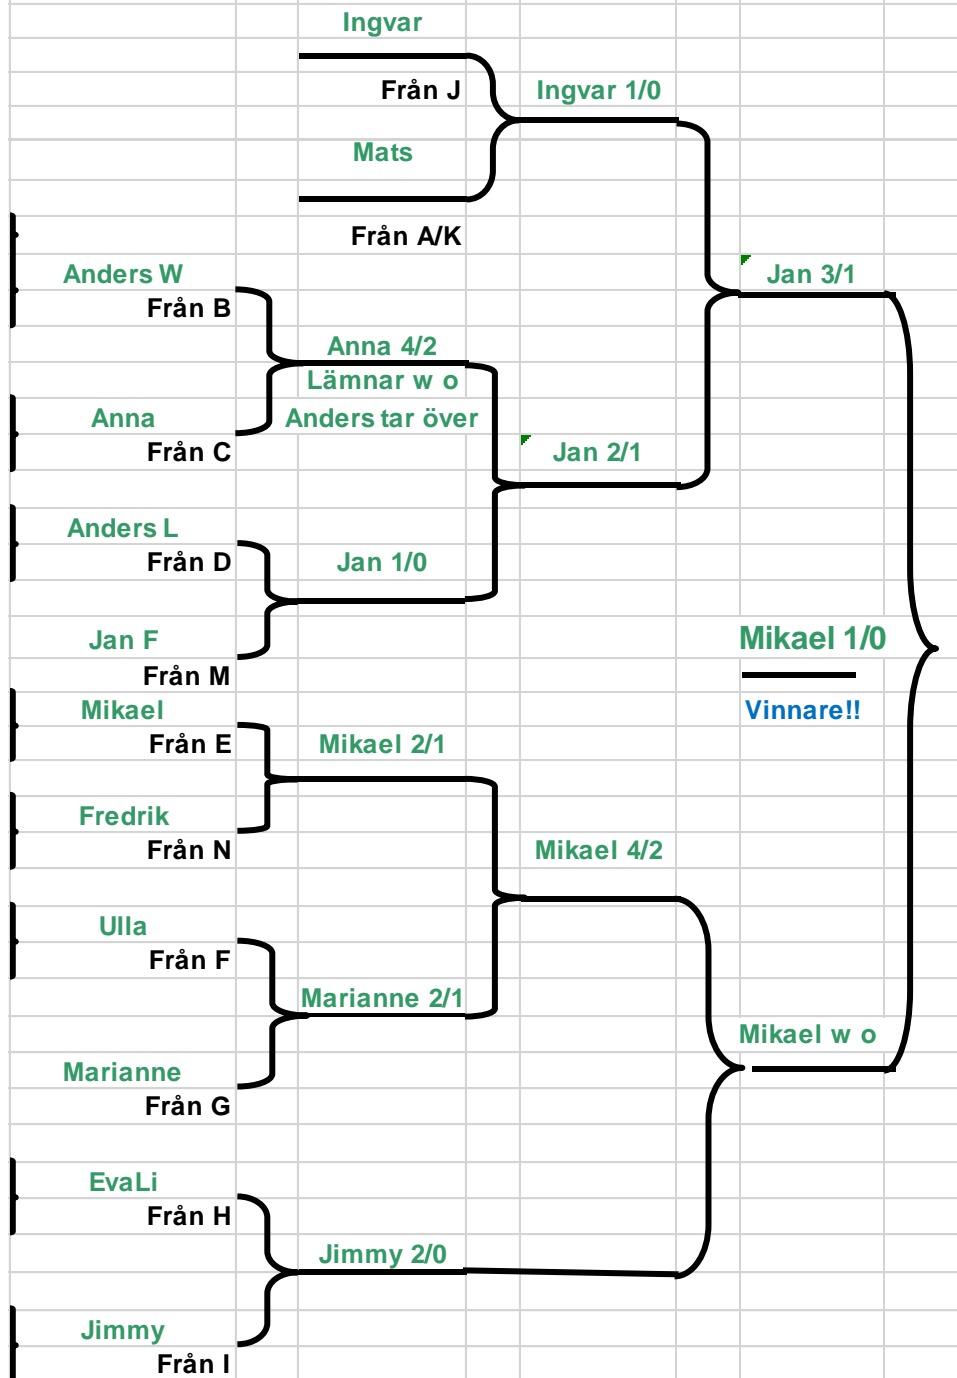 Ingvar
Från J
Ingvar 1/0
Mats
Från A/K
Anders W
Från B
Jan 3/1
Anna 4/2
Lämnar w o
Anna
Anders tar över
Från C
Jan 2/1
Anders L
Från D
Jan 1/0
Jan F
Mikael 1/0
Från M
Mikael
Vinnare!!
Från E
Mikael 2/1
Fredrik
Från N
Mikael 4/2
Ulla
Från F
Marianne 2/1
Mikael w o
Marianne
Från G
EvaLi
Från H
Jimmy 2/0
Jimmy
Från I